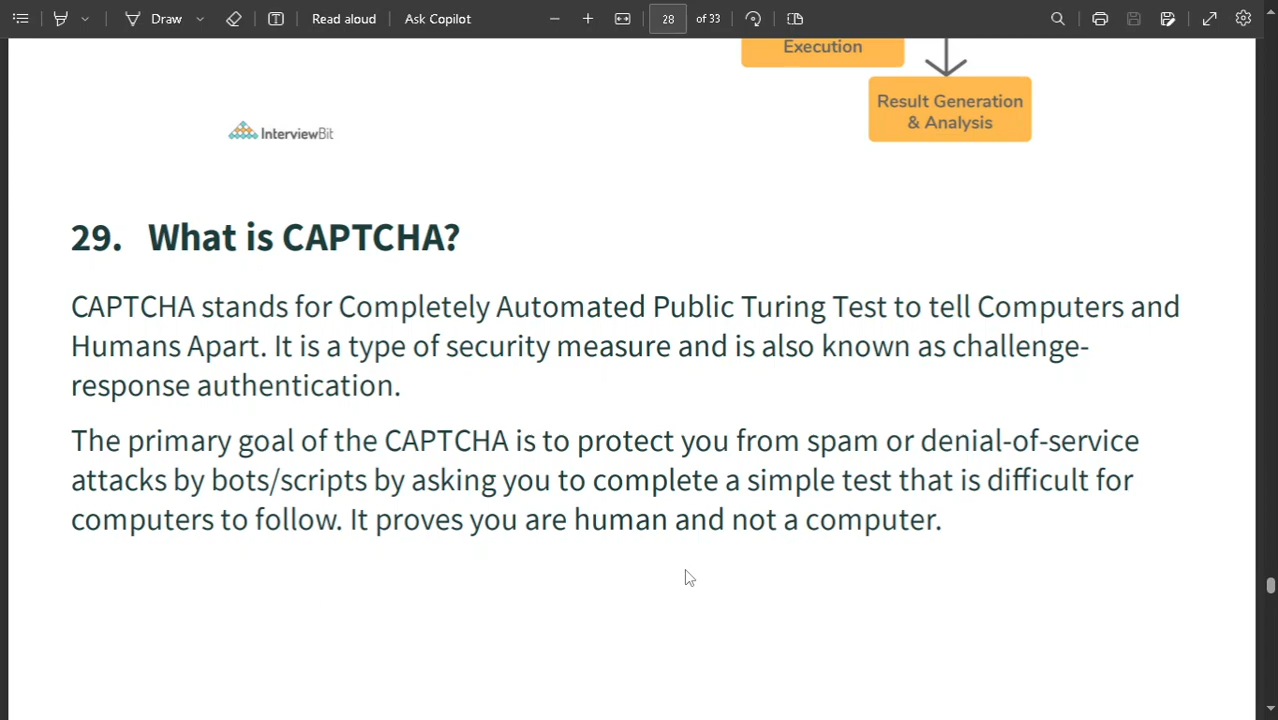 Draw
Read aloud
Ask Copilot
28
of 33
Execution
Result Generation
& Analysis
InterviewBit
29. What is CAPTCHA?
CAPTCHA stands for Completely Automated Public Turing Test to tell Computers and
Humans Apart. It is a type of security measure and is also known as challenge-
response authentication.
The primary goal of the CAPTCHA is to protect you from spam or denial-of-service
attacks by bots/scripts by asking you to complete a simple test that is difficult for
computers to follow. It proves you are human and not a computer.